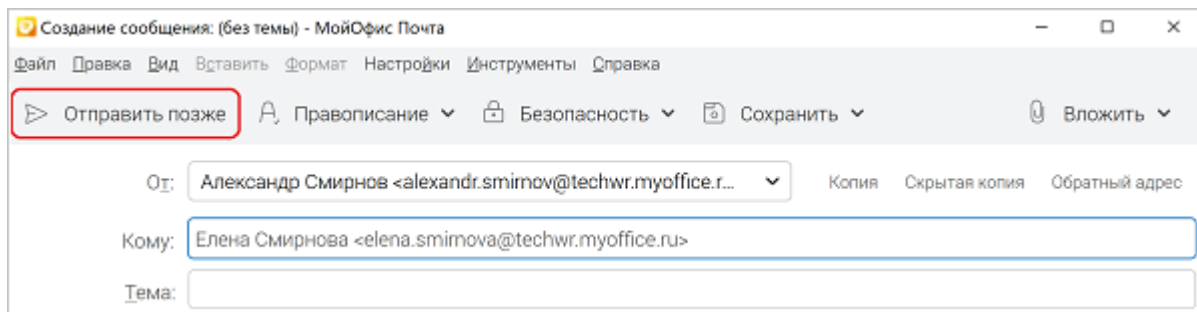 Создание сообщения: (без темы) - МойОфис Почта
Файл Правка Вид Вставить Формат Настройки Инструменты Справка
Отправить позже Правописание Безопасность Сохранить Вложить
От: Александр Смирнов <alexandr.smirnov@techwr.myoffice.r... Копия Скрытая копия Обратный адрес
Кому: Елена Смирнова <elena.smirnova@techwr.myoffice.ru>
Тема: